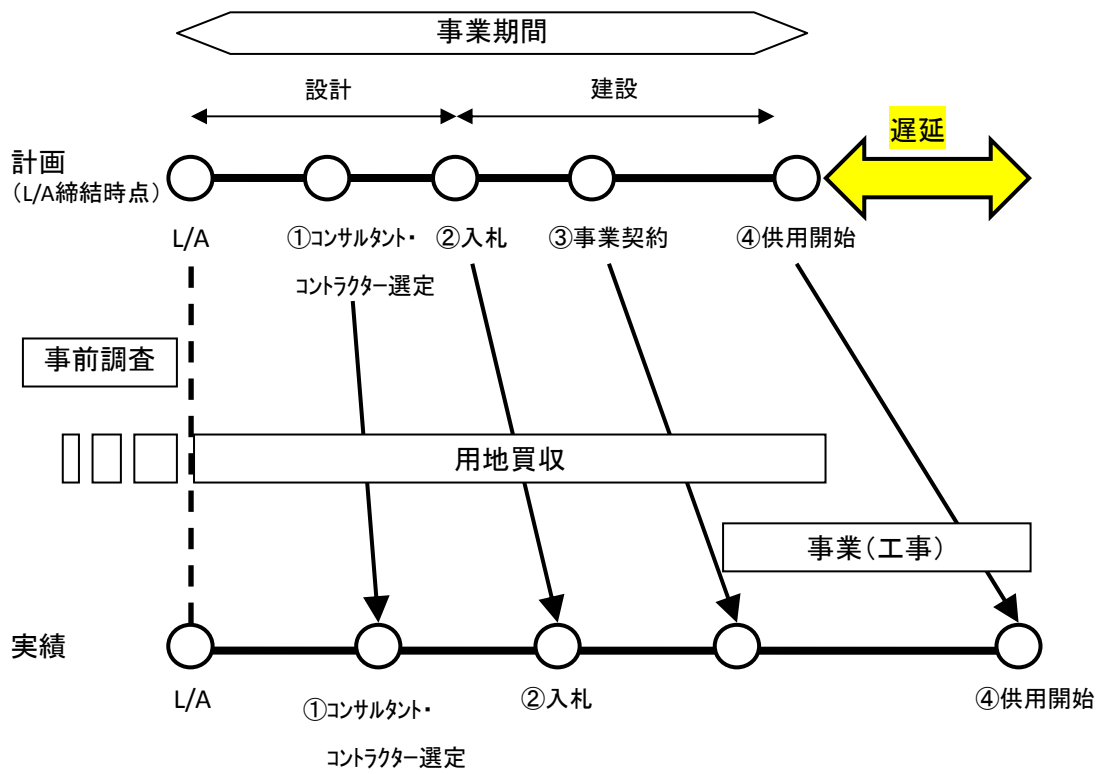 事業期間
設計
建設
遅延
計画
（L/A締結時点）
L/A
①コンサルタント・
コントラクター選定
②入札
③事業契約
④供用開始
事前調査
用地買収
事業（工事）
実績
L/A
①コンサルタント・
コントラクター選定
②入札
④供用開始